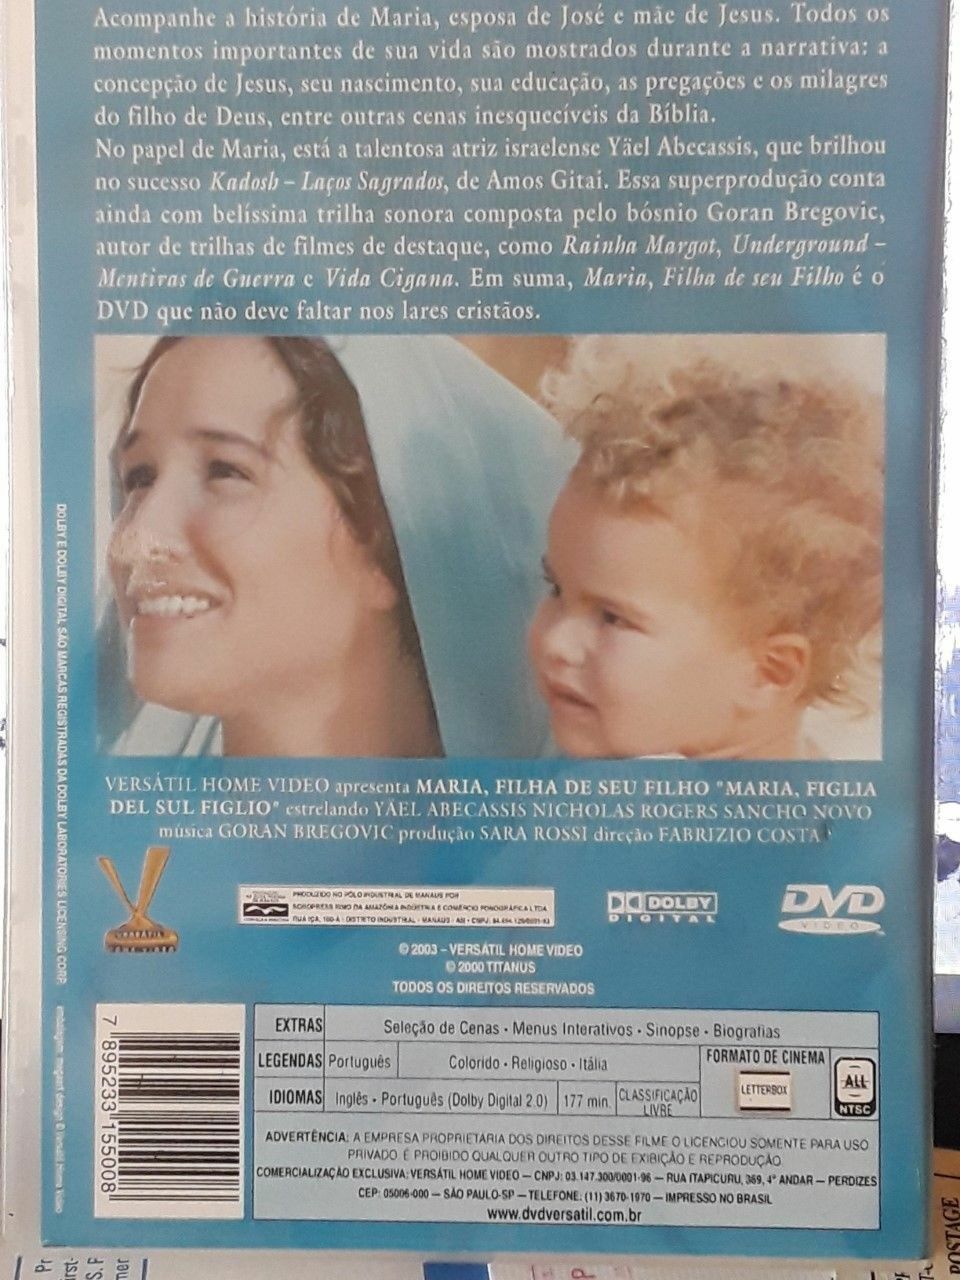 Acompanhe a história de Maria, esposa de José e mãe de Jesus. Todos os
momentos importantes de sua vida são mostrados durante a narrativa: a
concepção de Jesus, seu nascimento, sua educação, as pregações e os milagres
do filho de Deus, entre outras cenas inesquecíveis da Bíblia.
No papel de Maria, está a talentosa atriz israelense Yäel Abecassis, que brilhou
no sucesso Kadosh – Laços Sagrados, de Amos Gitai. Essa superprodução conta
ainda com belíssima trilha sonora composta pelo bósnio Goran Bregovic,
autor de trilhas de filmes de destaque, como Rainha Margot, Underground –
Mentiras de Guerra e Vida Cigana. Em suma, Maria, Filha de seu Filho é o
DVD que não deve faltar nos lares cristãos.
DOLBY E DOLBY DIGITAL SÃO MARCAS REGISTRADAS DA DOLBY LABORATORIES LICENSING CORP.
VERSÁTIL HOME VIDEO apresenta MARIA, FILHA DE SEU FILHO "MARIA, FIGLIA
DEL SUL FIGLIO" estrelando YÄEL ABECASSIS NICHOLAS ROGERS SANCHO NOVO
música GORAN BREGOVIC produção SARA ROSSI direção FABRIZIO COSTA
VERSÁTIL
HOME VIDEO
PRODUZIDO NO PÓLO INDUSTRIAL DE MANAUS POR
SONOPRESS RIMO DA AMAZÔNIA INDÚSTRIA E COMÉRCIO FONOGRÁFICA LTDA
RUA IÇÁ, 100-A - DISTRITO INDUSTRIAL - MANAUS - AM - CNPJ.
DOLBY
DIGITAL
DVD
VIDEO
© 2003 – VERSÁTIL HOME VIDEO
© 2000 TITANUS
TODOS OS DIREITOS RESERVADOS
7 895233 155008
EXTRAS Seleção de Cenas • Menus Interativos • Sinopse • Biografias
LEGENDAS Português Colorido • Religioso • Itália
FORMATO DE CINEMA
LETTERBOX
ALL
NTSC
IDIOMAS Inglês • Português (Dolby Digital 2.0) 177 min. CLASSIFICAÇÃO
LIVRE
ADVERTÊNCIA: A EMPRESA PROPRIETÁRIA DOS DIREITOS DESSE FILME O LICENCIOU SOMENTE PARA USO
PRIVADO. É PROIBIDO QUALQUER OUTRO TIPO DE EXIBIÇÃO E REPRODUÇÃO
COMERCIALIZAÇÃO EXCLUSIVA: VERSÁTIL HOME VIDEO – CNPJ: 03.147.300/0001-96 – RUA ITAPICURU, 369, 4º ANDAR – PERDIZES
CEP: 05006-000 – SÃO PAULO-SP – TELEFONE: (11) 3670-1970 – IMPRESSO NO BRASIL
www.dvdversatil.com.br
POSTAGE